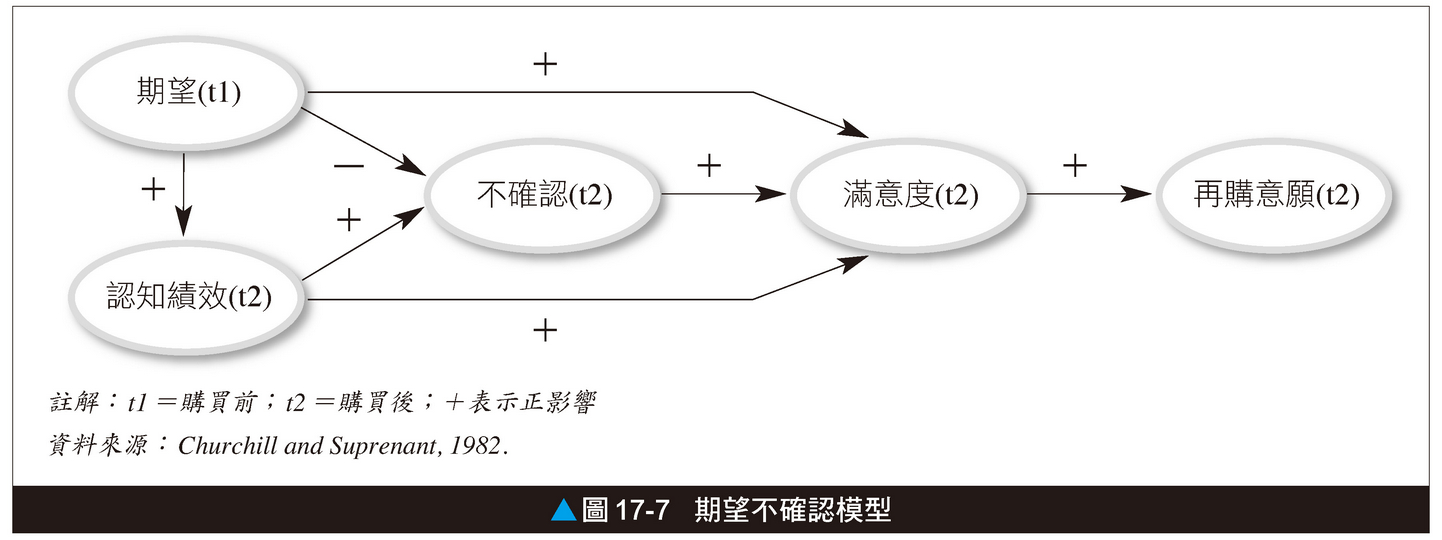 +
期望(t1)
−
+
不確認(t2)
+
滿意度(t2)
+
再購意願(t2)
+
認知績效(t2)
+
註解：t1＝購買前；t2＝購買後；＋表示正影響
資料來源：Churchill and Suprenant, 1982.
▲圖 17-7　期望不確認模型